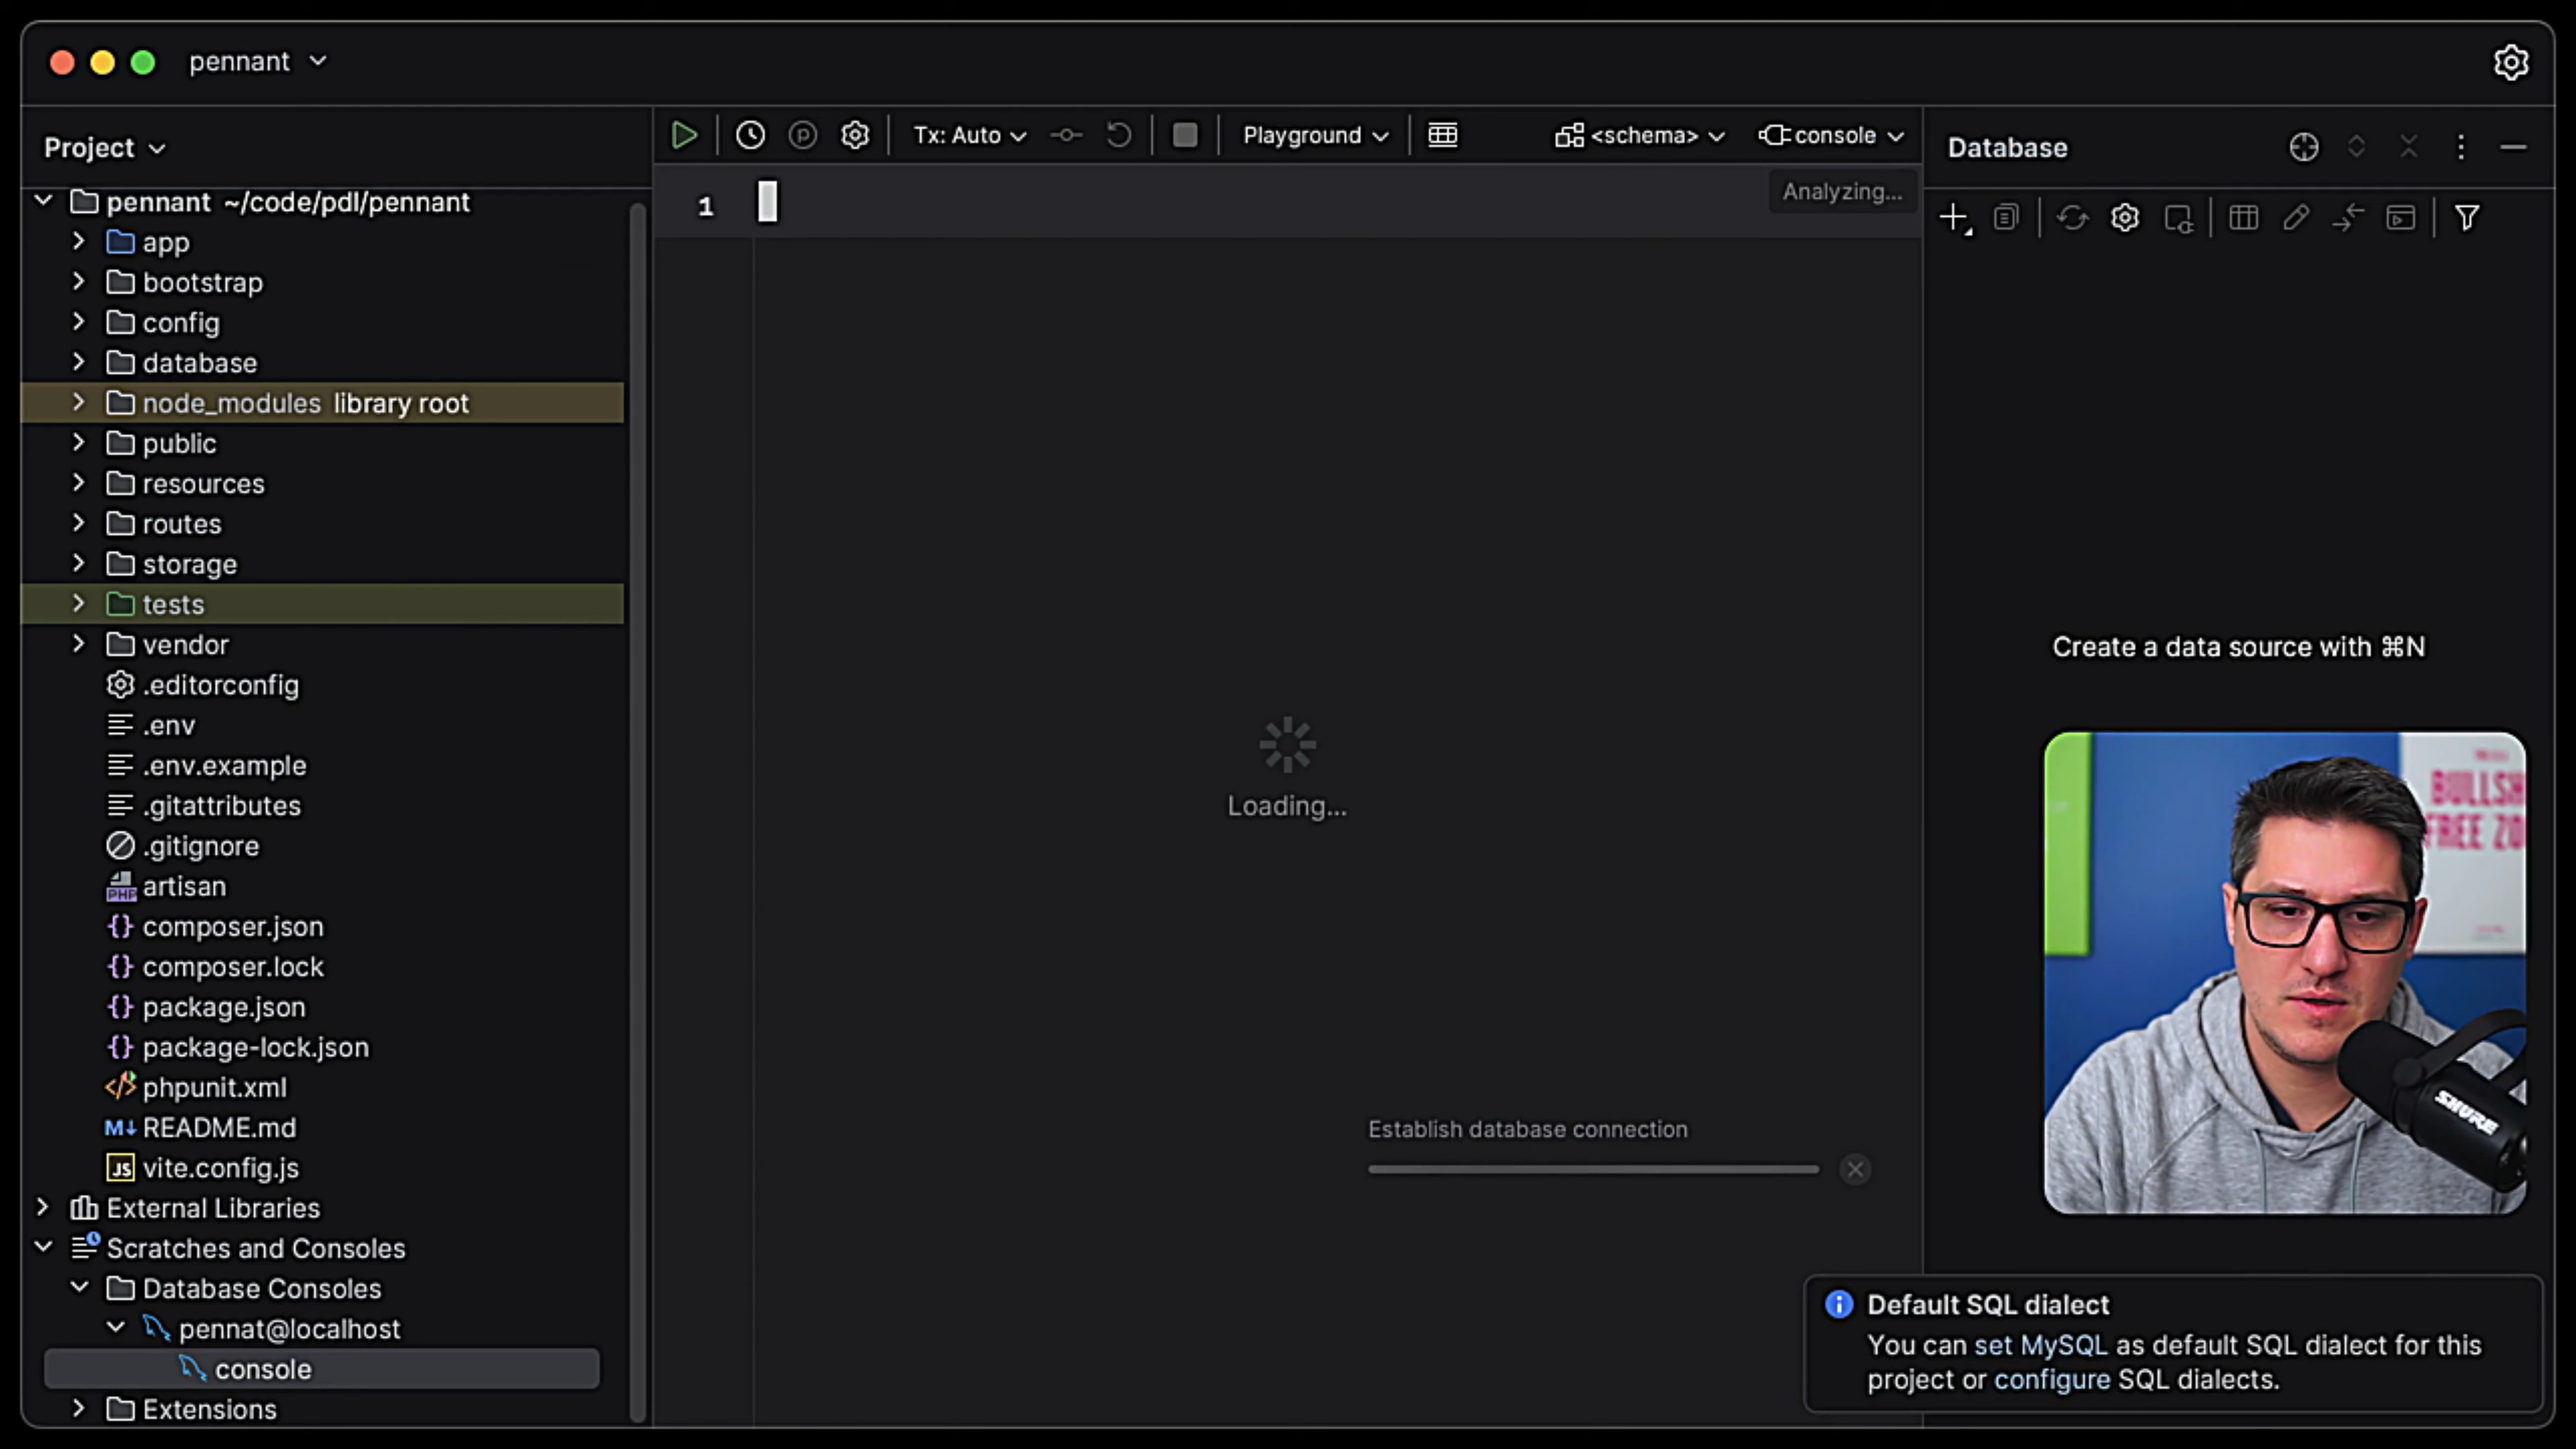 pennant
Project
pennant ~/code/pdl/pennant
app
bootstrap
config
database
node_modules library root
public
resources
routes
storage
tests
vendor
.editorconfig
.env
.env.example
.gitattributes
.gitignore
artisan
composer.json
composer.lock
package.json
package-lock.json
phpunit.xml
README.md
vite.config.js
External Libraries
Scratches and Consoles
Database Consoles
pennat@localhost
console
Extensions
Tx: Auto
Playground
<schema>
console
1
Analyzing...
Loading...
Establish database connection
Database
Create a data source with ⌘N
SHURE
Default SQL dialect
You can set MySQL as default SQL dialect for this
project or configure SQL dialects.